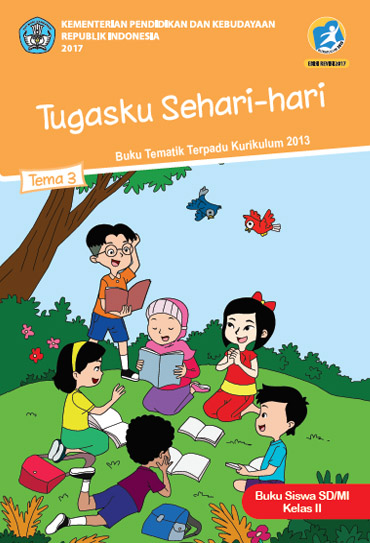 KEMENTERIAN PENDIDIKAN DAN KEBUDAYAAN
REPUBLIK INDONESIA
2017
Tugasku Sehari-hari
Buku Tematik Terpadu Kurikulum 2013
Tema 3
Buku Siswa SD/MI
Kelas II